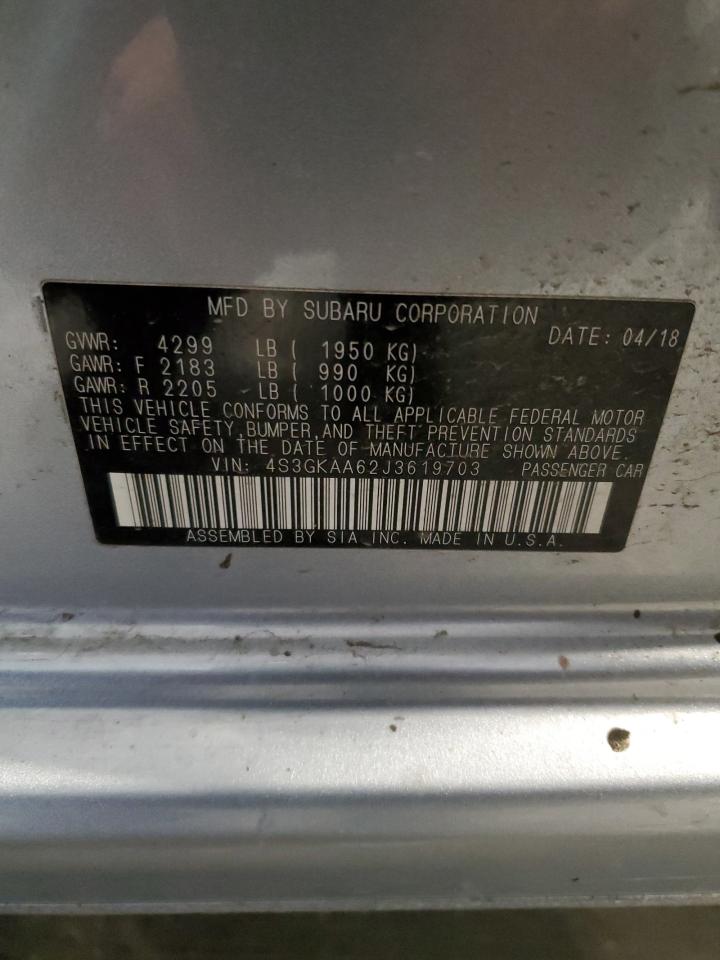 MFD BY SUBARU CORPORATION
GVWR: 4299 LB ( 1950 KG) DATE: 04/18
GAWR: F 2183 LB ( 990 KG)
GAWR: R 2205 LB ( 1000 KG)
THIS VEHICLE CONFORMS TO ALL APPLICABLE FEDERAL MOTOR
VEHICLE SAFETY, BUMPER, AND THEFT PREVENTION STANDARDS
IN EFFECT ON THE DATE OF MANUFACTURE SHOWN ABOVE.
VIN: 4S3GKAA62J3619703 PASSENGER CAR
ASSEMBLED BY SIA INC. MADE IN U.S.A.